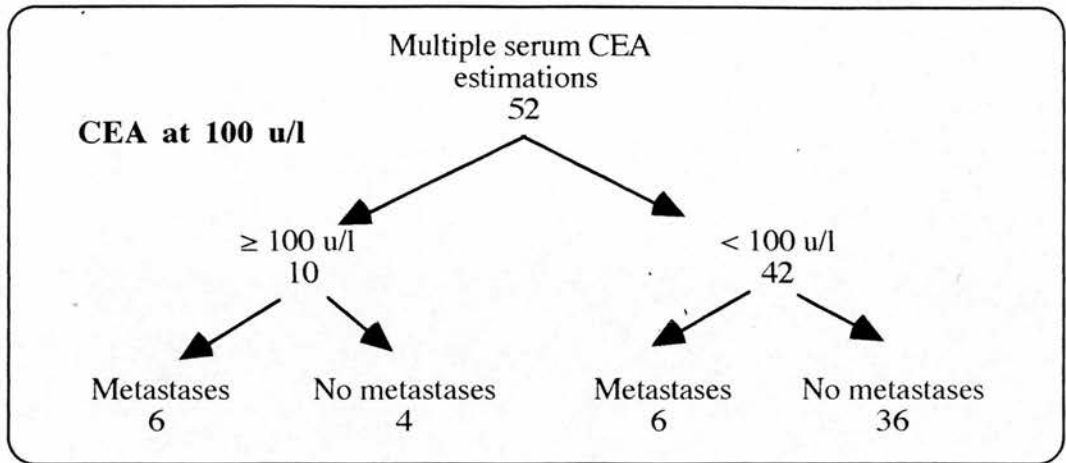 Multiple serum CEA
estimations
52
CEA at 100 u/l
≥ 100 u/l
10
< 100 u/l
42
Metastases
6
No metastases
4
Metastases
6
No metastases
36